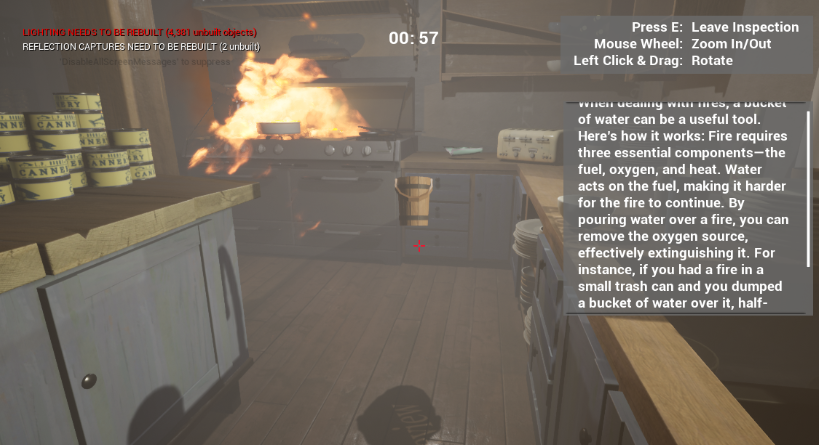 LIGHTING NEEDS TO BE REBUILT (4,381 unbuilt objects)
REFLECTION CAPTURES NEED TO BE REBUILT (2 unbuilt)
'DisableAllScreenMessages' to suppress
00:57
Press E: Leave Inspection
Mouse Wheel: Zoom In/Out
Left Click & Drag: Rotate
When dealing with fires, a bucket
of water can be a useful tool.
Here's how it works: Fire requires
three essential components—the
fuel, oxygen, and heat. Water
acts on the fuel, making it harder
for the fire to continue. By
pouring water over a fire, you can
remove the oxygen source,
effectively extinguishing it. For
instance, if you had a fire in a
small trash can and you dumped
a bucket of water over it, half-